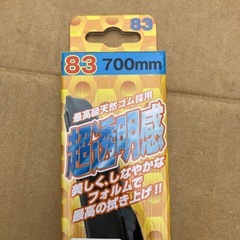 83
83 700mm
最高級天然ゴム採用
超透明感
美しく、しなやかな
フォルムで
最高の拭き上げ!!